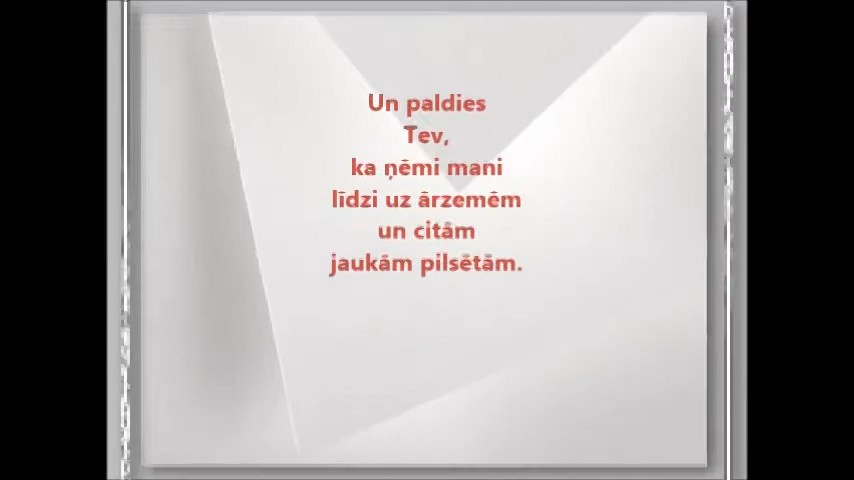 Un paldies
Tev,
ka ņēmi mani
līdzi uz ārzemēm
un citām
jaukām pilsētām.